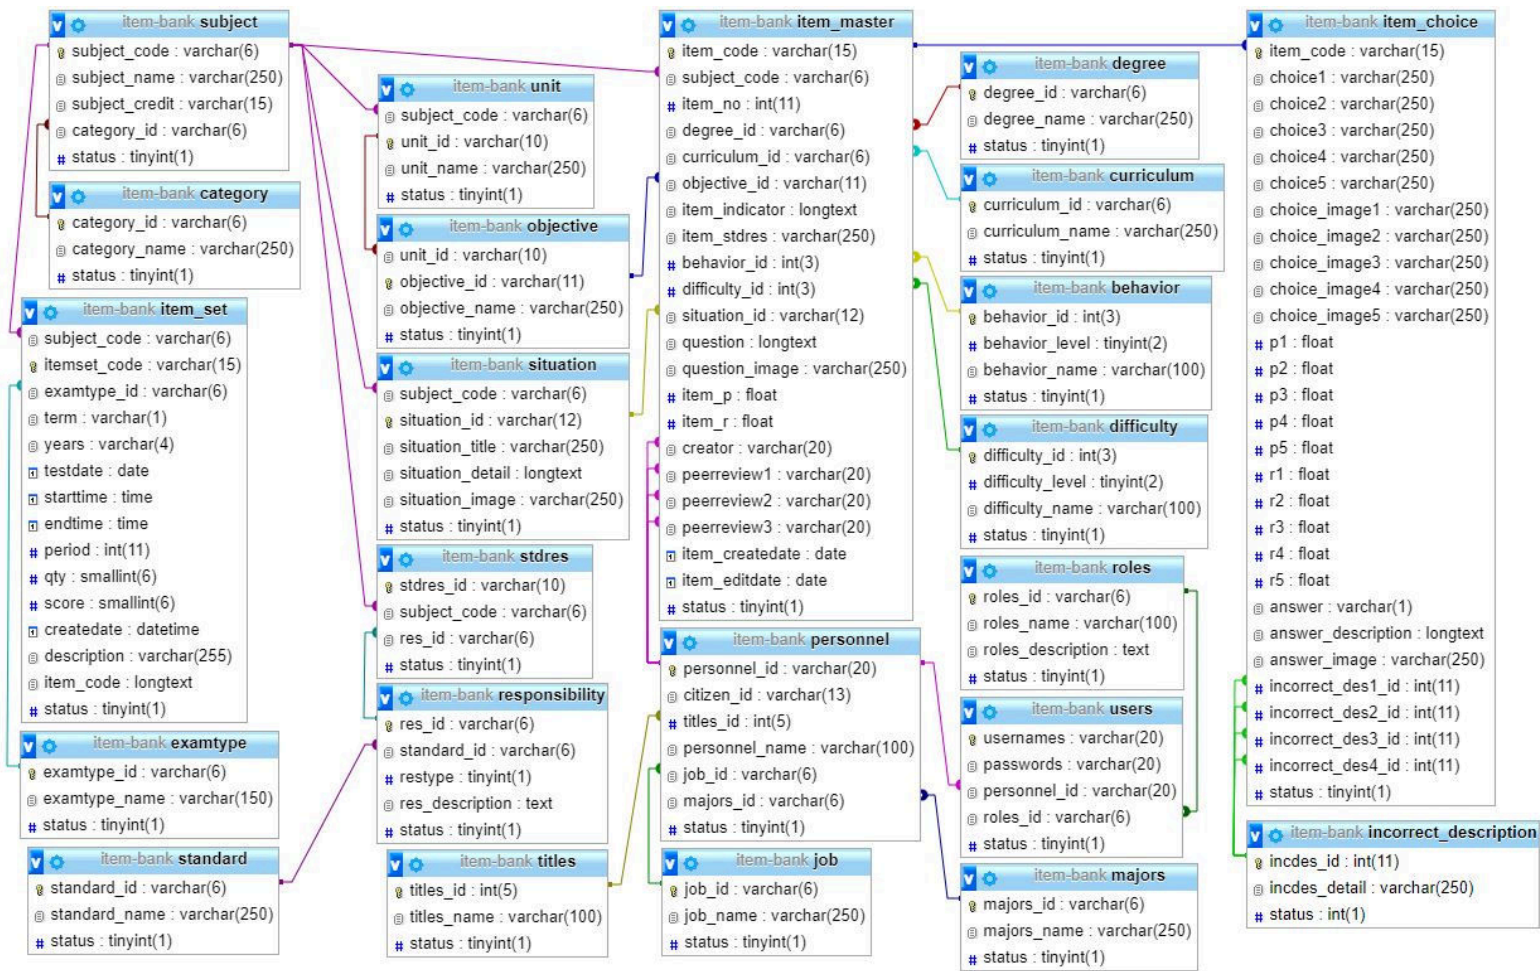 item-bank subject
subject_code : varchar(6)
subject_name : varchar(250)
subject_credit : varchar(15)
category_id : varchar(6)
status : tinyint(1)
item-bank category
category_id : varchar(6)
category_name : varchar(250)
status : tinyint(1)
item-bank item_set
subject_code : varchar(6)
itemset_code : varchar(15)
examtype_id : varchar(6)
term : varchar(1)
years : varchar(4)
testdate : date
starttime : time
endtime : time
period : int(11)
qty : smallint(6)
score : smallint(6)
createdate : datetime
description : varchar(255)
item_code : longtext
status : tinyint(1)
item-bank examtype
examtype_id : varchar(6)
examtype_name : varchar(150)
status : tinyint(1)
item-bank standard
standard_id : varchar(6)
standard_name : varchar(250)
status : tinyint(1)
item-bank unit
subject_code : varchar(6)
unit_id : varchar(10)
unit_name : varchar(250)
status : tinyint(1)
item-bank objective
unit_id : varchar(10)
objective_id : varchar(11)
objective_name : varchar(250)
status : tinyint(1)
item-bank situation
subject_code : varchar(6)
situation_id : varchar(12)
situation_title : varchar(250)
situation_detail : longtext
situation_image : varchar(250)
status : tinyint(1)
item-bank stdres
stdres_id : varchar(10)
subject_code : varchar(6)
res_id : varchar(6)
status : tinyint(1)
item-bank responsibility
res_id : varchar(6)
standard_id : varchar(6)
restype : tinyint(1)
res_description : text
status : tinyint(1)
item-bank titles
titles_id : int(5)
titles_name : varchar(100)
status : tinyint(1)
item-bank item_master
item_code : varchar(15)
subject_code : varchar(6)
item_no : int(11)
degree_id : varchar(6)
curriculum_id : varchar(6)
objective_id : varchar(11)
item_indicator : longtext
item_stdres : varchar(250)
behavior_id : int(3)
difficulty_id : int(3)
situation_id : varchar(12)
question : longtext
question_image : varchar(250)
item_p : float
item_r : float
creator : varchar(20)
peerreview1 : varchar(20)
peerreview2 : varchar(20)
peerreview3 : varchar(20)
item_createdate : date
item_editdate : date
status : tinyint(1)
item-bank personnel
personnel_id : varchar(20)
citizen_id : varchar(13)
titles_id : int(5)
personnel_name : varchar(100)
job_id : varchar(6)
majors_id : varchar(6)
status : tinyint(1)
item-bank job
job_id : varchar(6)
job_name : varchar(250)
status : tinyint(1)
item-bank degree
degree_id : varchar(6)
degree_name : varchar(250)
status : tinyint(1)
item-bank curriculum
curriculum_id : varchar(6)
curriculum_name : varchar(250)
status : tinyint(1)
item-bank behavior
behavior_id : int(3)
behavior_level : tinyint(2)
behavior_name : varchar(100)
status : tinyint(1)
item-bank difficulty
difficulty_id : int(3)
difficulty_level : tinyint(2)
difficulty_name : varchar(100)
status : tinyint(1)
item-bank roles
roles_id : varchar(6)
roles_name : varchar(100)
roles_description : text
status : tinyint(1)
item-bank users
usernames : varchar(20)
passwords : varchar(20)
personnel_id : varchar(20)
roles_id : varchar(6)
status : tinyint(1)
item-bank majors
majors_id : varchar(6)
majors_name : varchar(250)
status : tinyint(1)
item-bank item_choice
item_code : varchar(15)
choice1 : varchar(250)
choice2 : varchar(250)
choice3 : varchar(250)
choice4 : varchar(250)
choice5 : varchar(250)
choice_image1 : varchar(250)
choice_image2 : varchar(250)
choice_image3 : varchar(250)
choice_image4 : varchar(250)
choice_image5 : varchar(250)
p1 : float
p2 : float
p3 : float
p4 : float
p5 : float
r1 : float
r2 : float
r3 : float
r4 : float
r5 : float
answer : varchar(1)
answer_description : longtext
answer_image : varchar(250)
incorrect_des1_id : int(11)
incorrect_des2_id : int(11)
incorrect_des3_id : int(11)
incorrect_des4_id : int(11)
status : tinyint(1)
item-bank incorrect_description
incdes_id : int(11)
incdes_detail : varchar(250)
status : int(1)